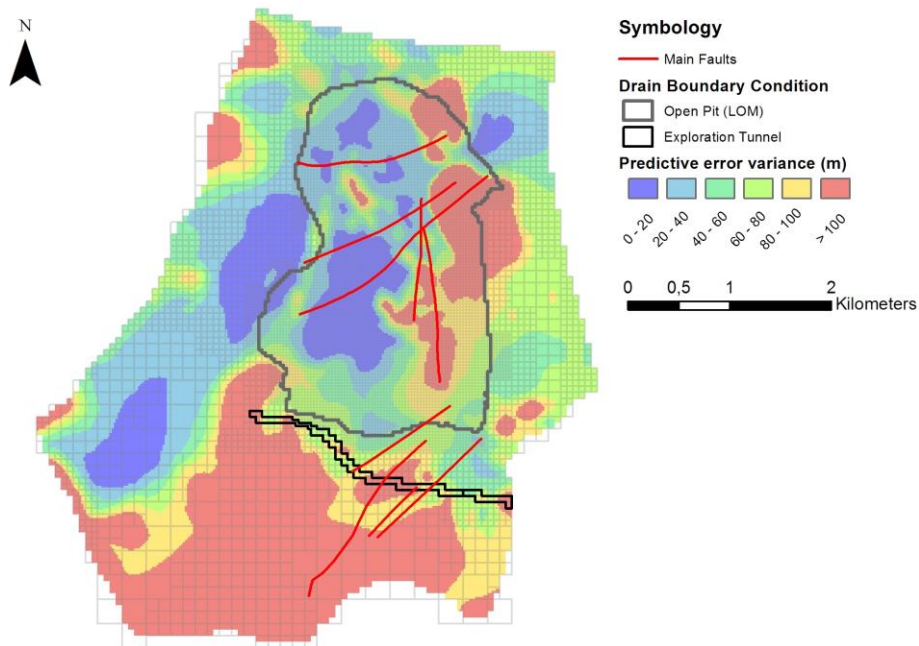 N
Symbology
Main Faults
Drain Boundary Condition
Open Pit (LOM)
Exploration Tunnel
Predictive error variance (m)
0 - 20
20 - 40
40 - 60
60 - 80
80 - 100
> 100
0 0,5 1 2
Kilometers